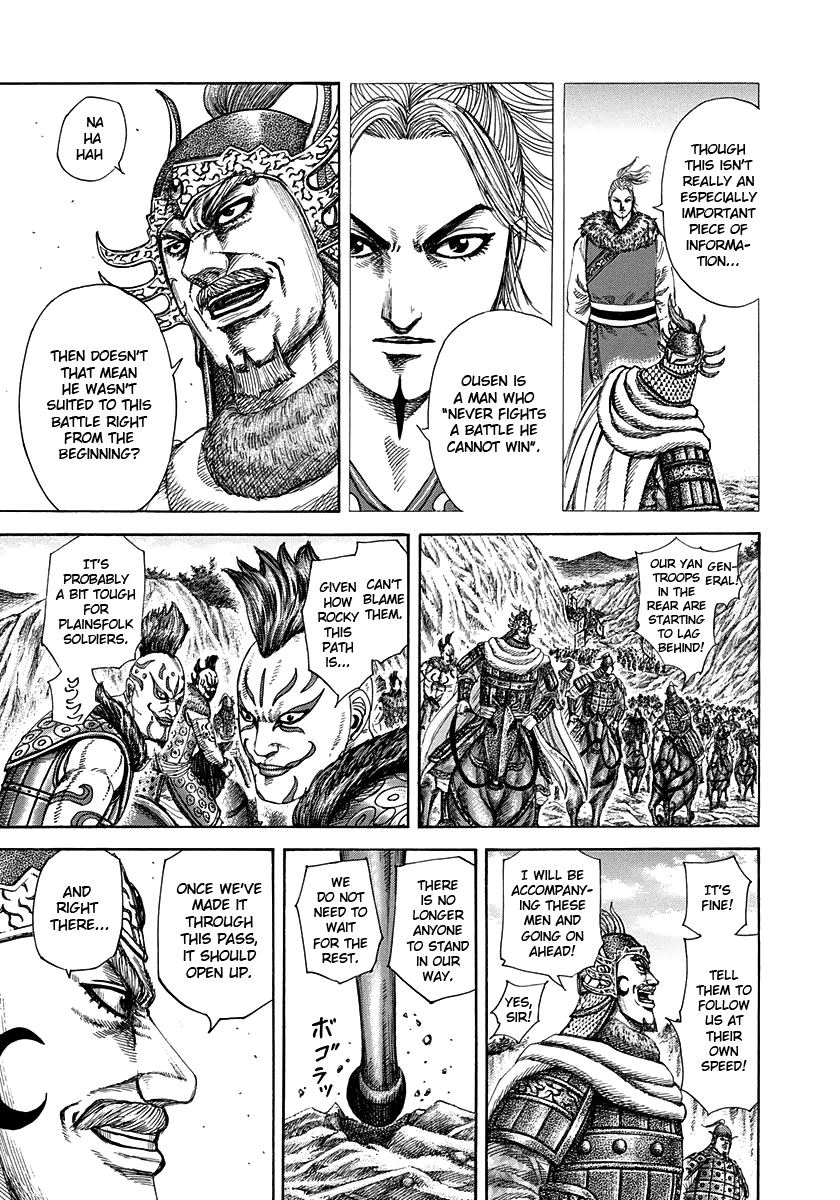 THOUGH
THIS ISN'T
REALLY AN
ESPECIALLY
IMPORTANT
PIECE OF
INFORMA-
TION...
OUSEN IS
A MAN WHO
"NEVER FIGHTS
A BATTLE HE
CANNOT WIN".
NA
HA
HAH
THEN DOESN'T
THAT MEAN
HE WASN'T
SUITED TO THIS
BATTLE RIGHT
FROM THE
BEGINNING?
GEN-
ERAL!
OUR YAN
TROOPS
IN THE
REAR ARE
STARTING
TO LAG
BEHIND!
CAN'T
BLAME
THEM.
GIVEN
HOW
ROCKY
THIS
PATH
IS...
IT'S
PROBABLY
A BIT TOUGH
FOR
PLAINSFOLK
SOLDIERS.
IT'S
FINE!
TELL
THEM TO
FOLLOW
US AT
THEIR
OWN
SPEED!
I WILL BE
ACCOMPANY-
ING THESE
MEN AND
GOING ON
AHEAD!
YES,
SIR!
THERE
IS NO
LONGER
ANYONE
TO STAND
IN OUR
WAY.
WE
DO NOT
NEED TO
WAIT
FOR THE
REST.
ボゴラッ
ONCE WE'VE
MADE IT
THROUGH
THIS PASS,
IT SHOULD
OPEN UP.
AND
RIGHT
THERE...